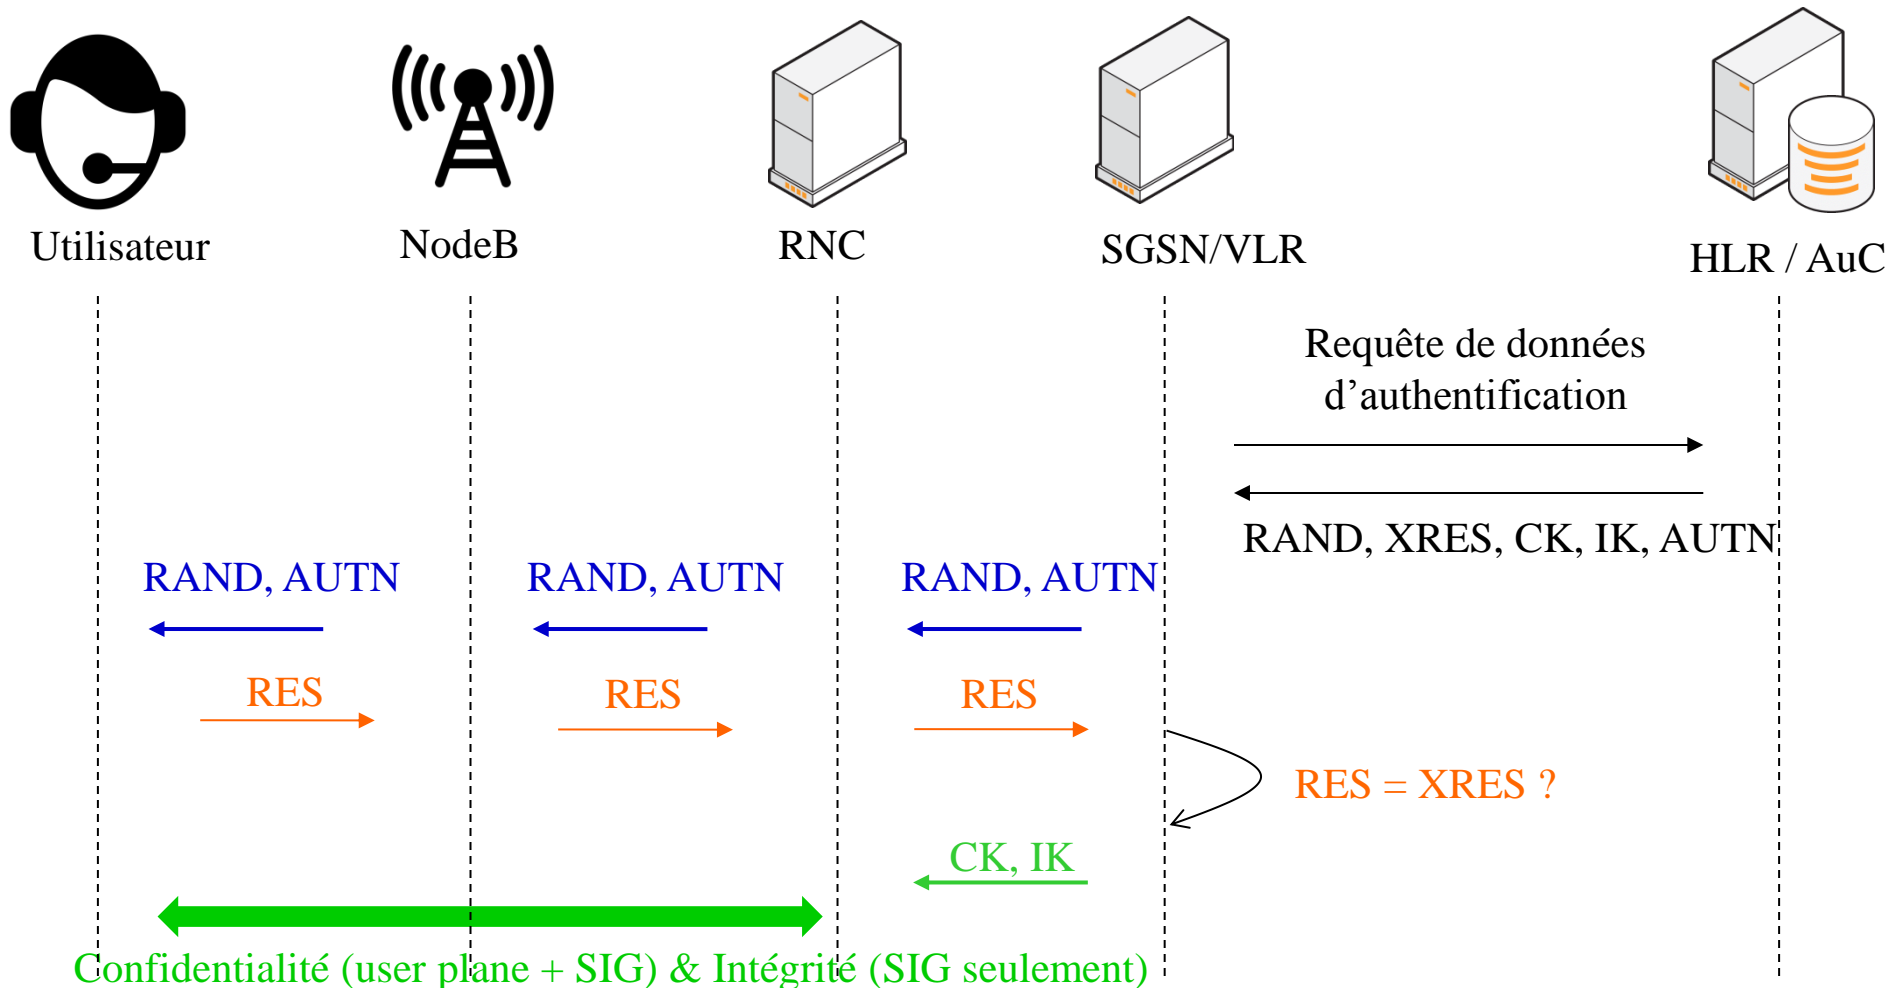 Utilisateur
NodeB
RNC
SGSN/VLR
HLR / AuC
Requête de données
d’authentification
RAND, XRES, CK, IK, AUTN
RAND, AUTN
RAND, AUTN
RAND, AUTN
RES
RES
RES
RES = XRES ?
CK, IK
Confidentialité (user plane + SIG) & Intégrité (SIG seulement)